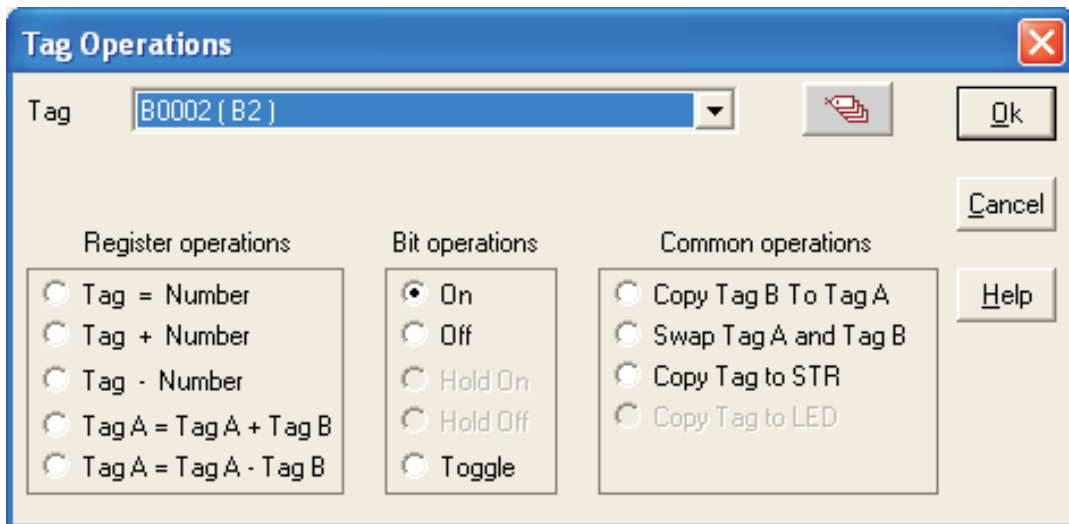 Tag Operations
Tag B0002 ( B2 )
Ok
Cancel
Help
Register operations
Tag = Number
Tag + Number
Tag - Number
Tag A = Tag A + Tag B
Tag A = Tag A - Tag B
Bit operations
On
Off
Hold On
Hold Off
Toggle
Common operations
Copy Tag B To Tag A
Swap Tag A and Tag B
Copy Tag to STR
Copy Tag to LED